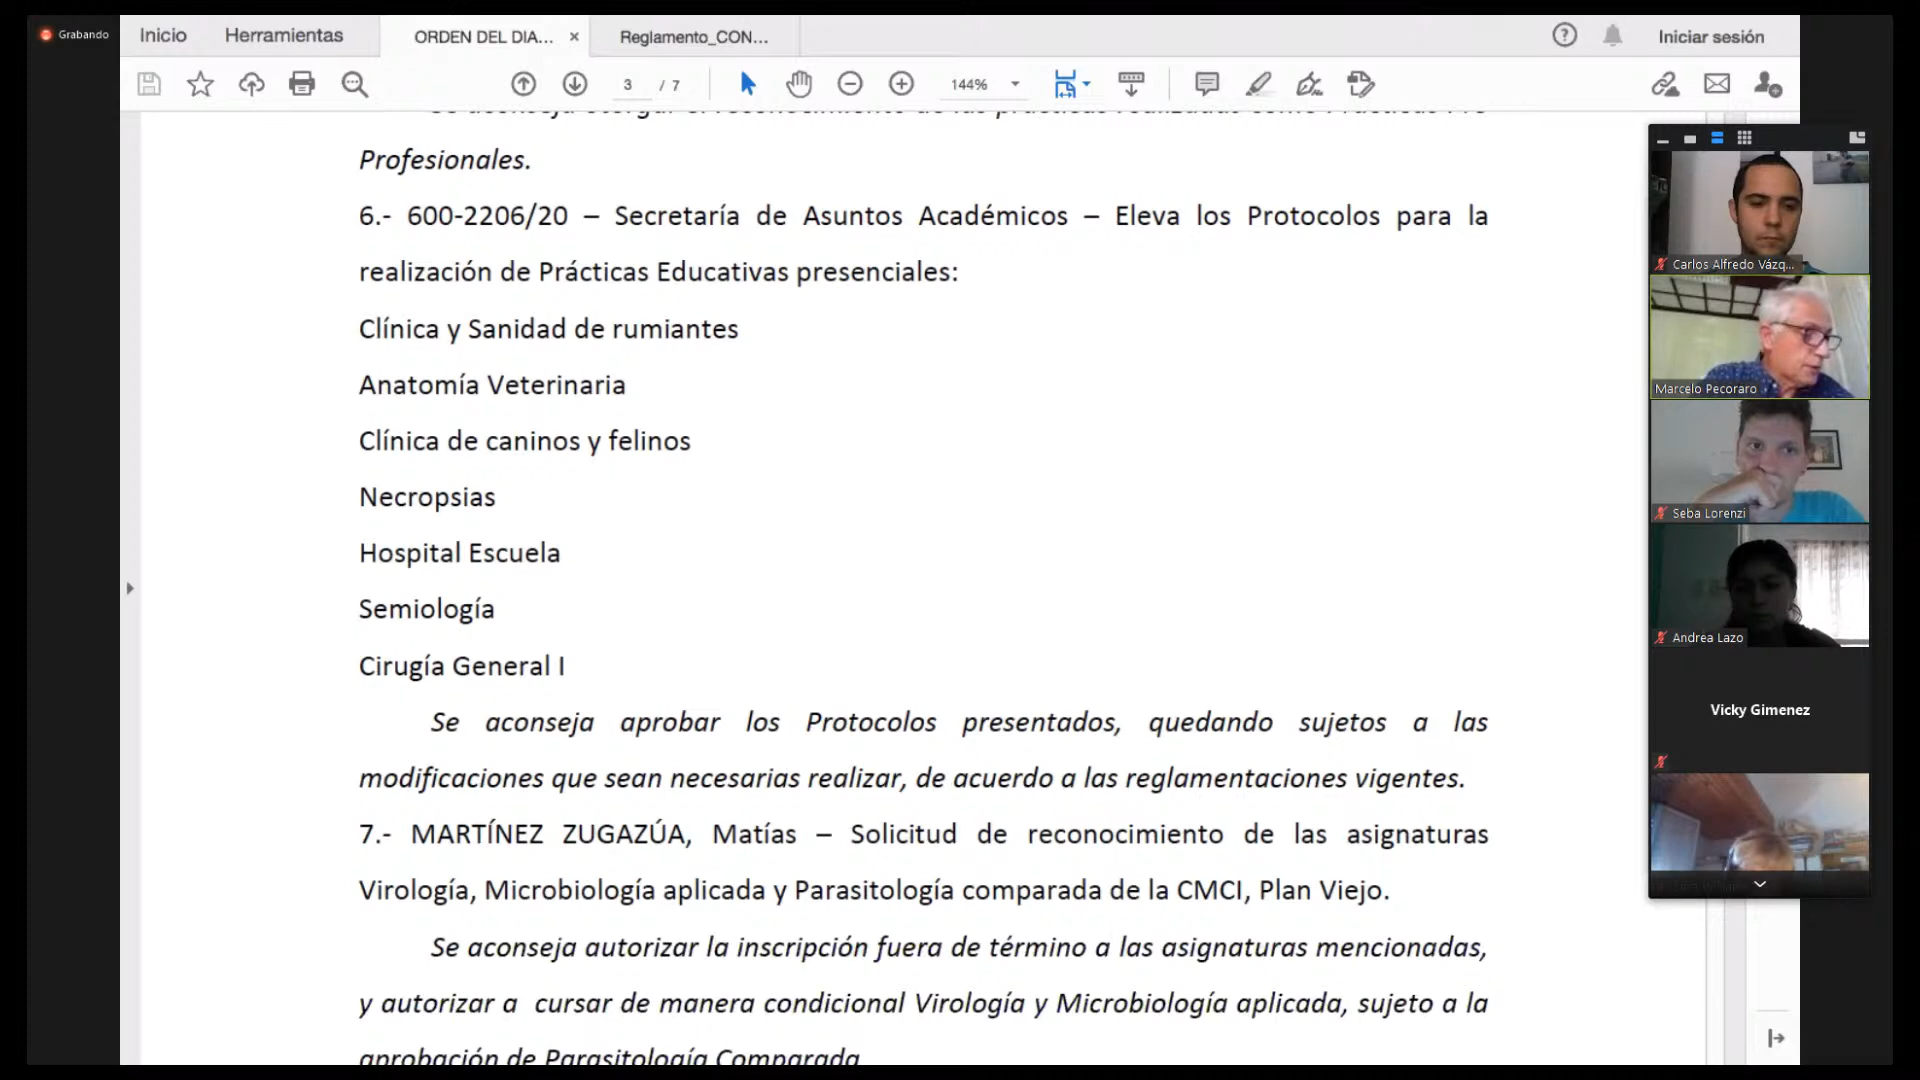 Grabando
Inicio
Herramientas
ORDEN DEL DIA... ×
Reglamento_CON...
Iniciar sesión
3 / 7
144%
Profesionales.
6.- 600-2206/20 – Secretaría de Asuntos Académicos – Eleva los Protocolos para la
realización de Prácticas Educativas presenciales:
Clínica y Sanidad de rumiantes
Anatomía Veterinaria
Clínica de caninos y felinos
Necropsias
Hospital Escuela
Semiología
Cirugía General I
Se aconseja aprobar los Protocolos presentados, quedando sujetos a las
modificaciones que sean necesarias realizar, de acuerdo a las reglamentaciones vigentes.
7.- MARTÍNEZ ZUGAZÚA, Matías – Solicitud de reconocimiento de las asignaturas
Virología, Microbiología aplicada y Parasitología comparada de la CMCI, Plan Viejo.
Se aconseja autorizar la inscripción fuera de término a las asignaturas mencionadas,
y autorizar a cursar de manera condicional Virología y Microbiología aplicada, sujeto a la
aprobación de Parasitología Comparada
Carlos Alfredo Vázq...
Marcelo Pecoraro
Seba Lorenzi
Andrea Lazo
Vicky Gimenez